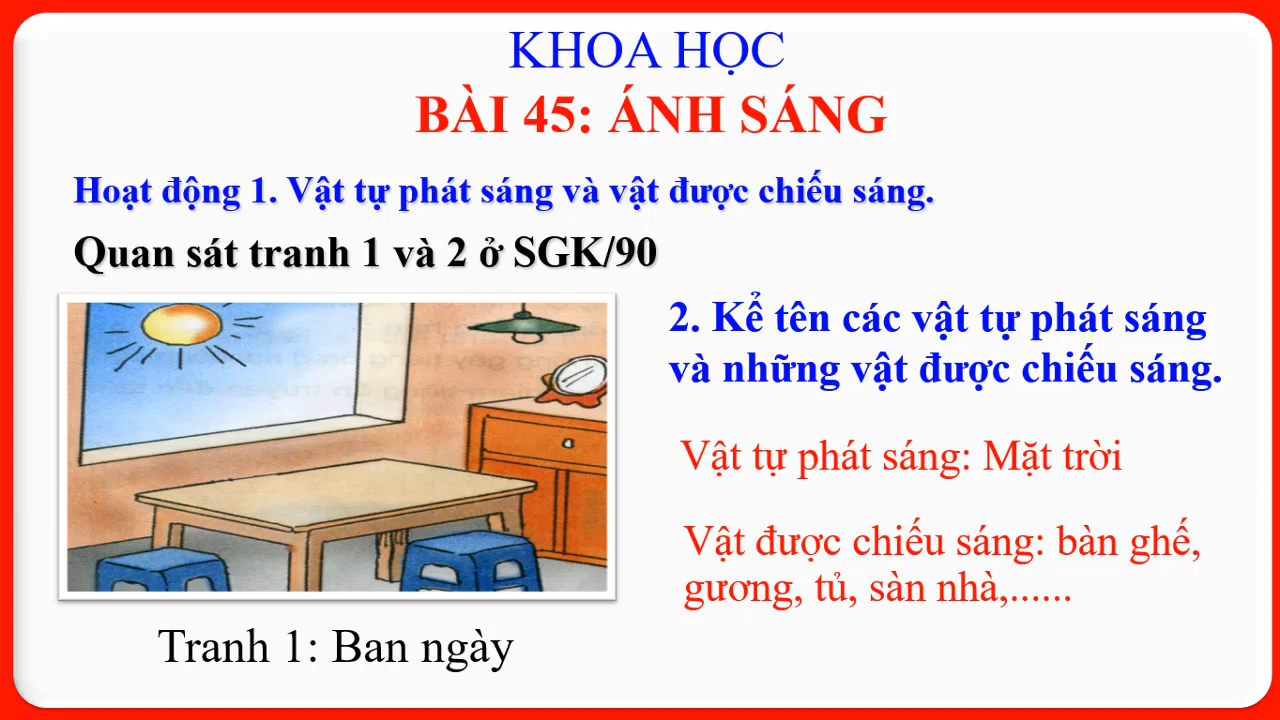 KHOA HỌC
BÀI 45: ÁNH SÁNG
Hoạt động 1. Vật tự phát sáng và vật được chiếu sáng.
Quan sát tranh 1 và 2 ở SGK/90
2. Kể tên các vật tự phát sáng
và những vật được chiếu sáng.
Vật tự phát sáng: Mặt trời
Vật được chiếu sáng: bàn ghế,
gương, tủ, sàn nhà,......
Tranh 1: Ban ngày